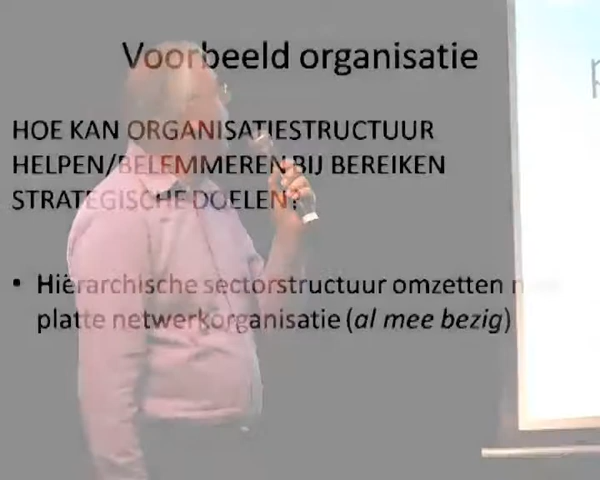 Voorbeeld organisatie
HOE KAN ORGANISATIESTRUCTUUR
HELPEN/BELEMMEREN BIJ BEREIKEN
STRATEGISCHE DOELEN?
• Hiërarchische sectorstructuur omzetten
platte netwerkorganisatie (al mee bezig)